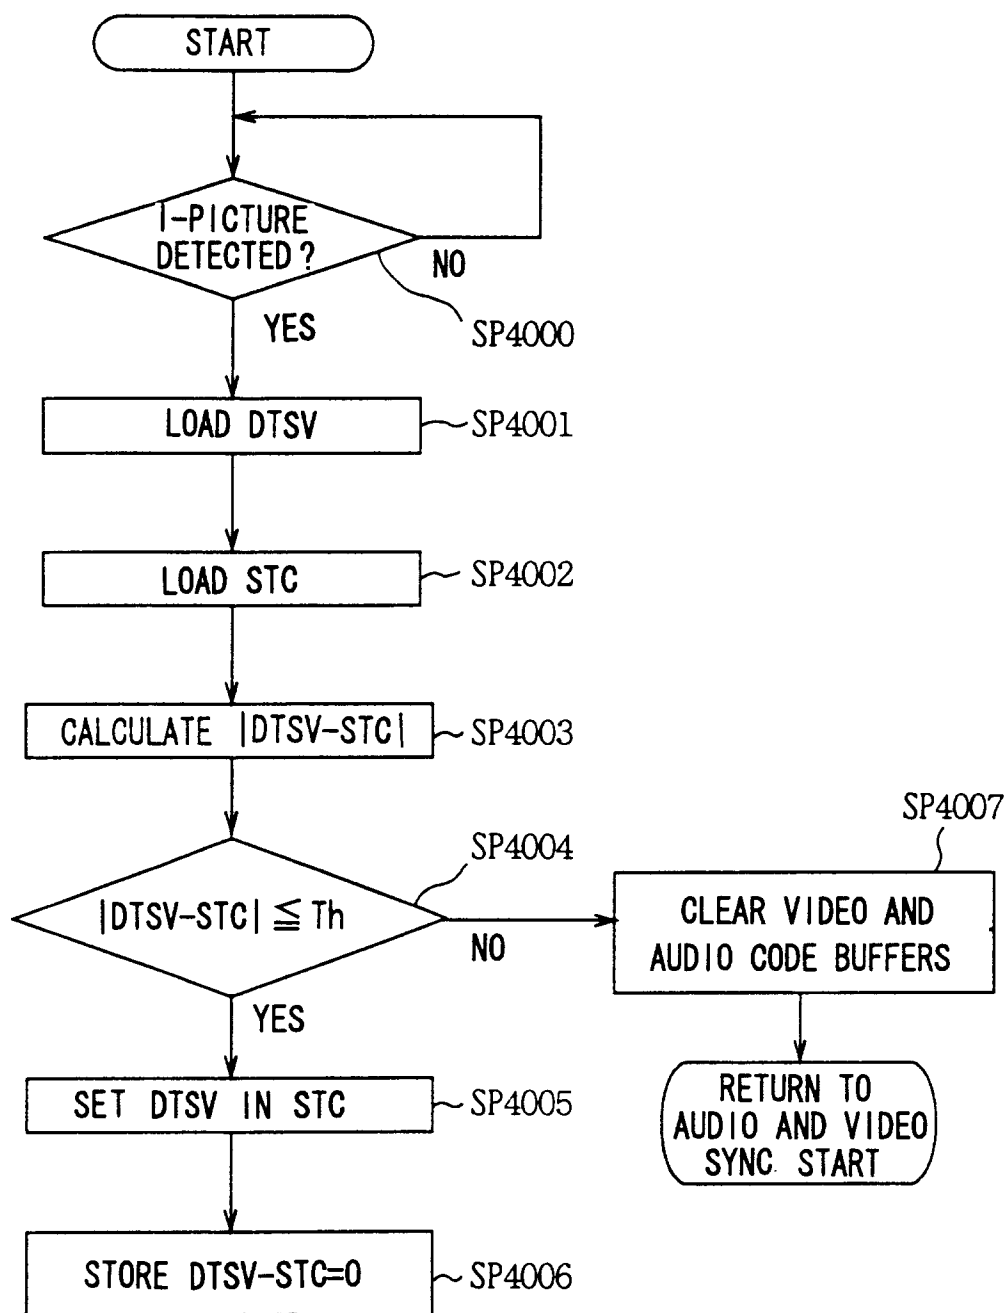 START
I-PICTURE
DETECTED?
NO
SP4000
YES
LOAD DTSV
SP4001
LOAD STC
SP4002
CALCULATE |DTSV-STC|
SP4003
SP4004
|DTSV-STC| ≦ Th
NO
YES
SP4007
CLEAR VIDEO AND
AUDIO CODE BUFFERS
RETURN TO
AUDIO AND VIDEO
SYNC START
SET DTSV IN STC
SP4005
STORE DTSV-STC=0
SP4006